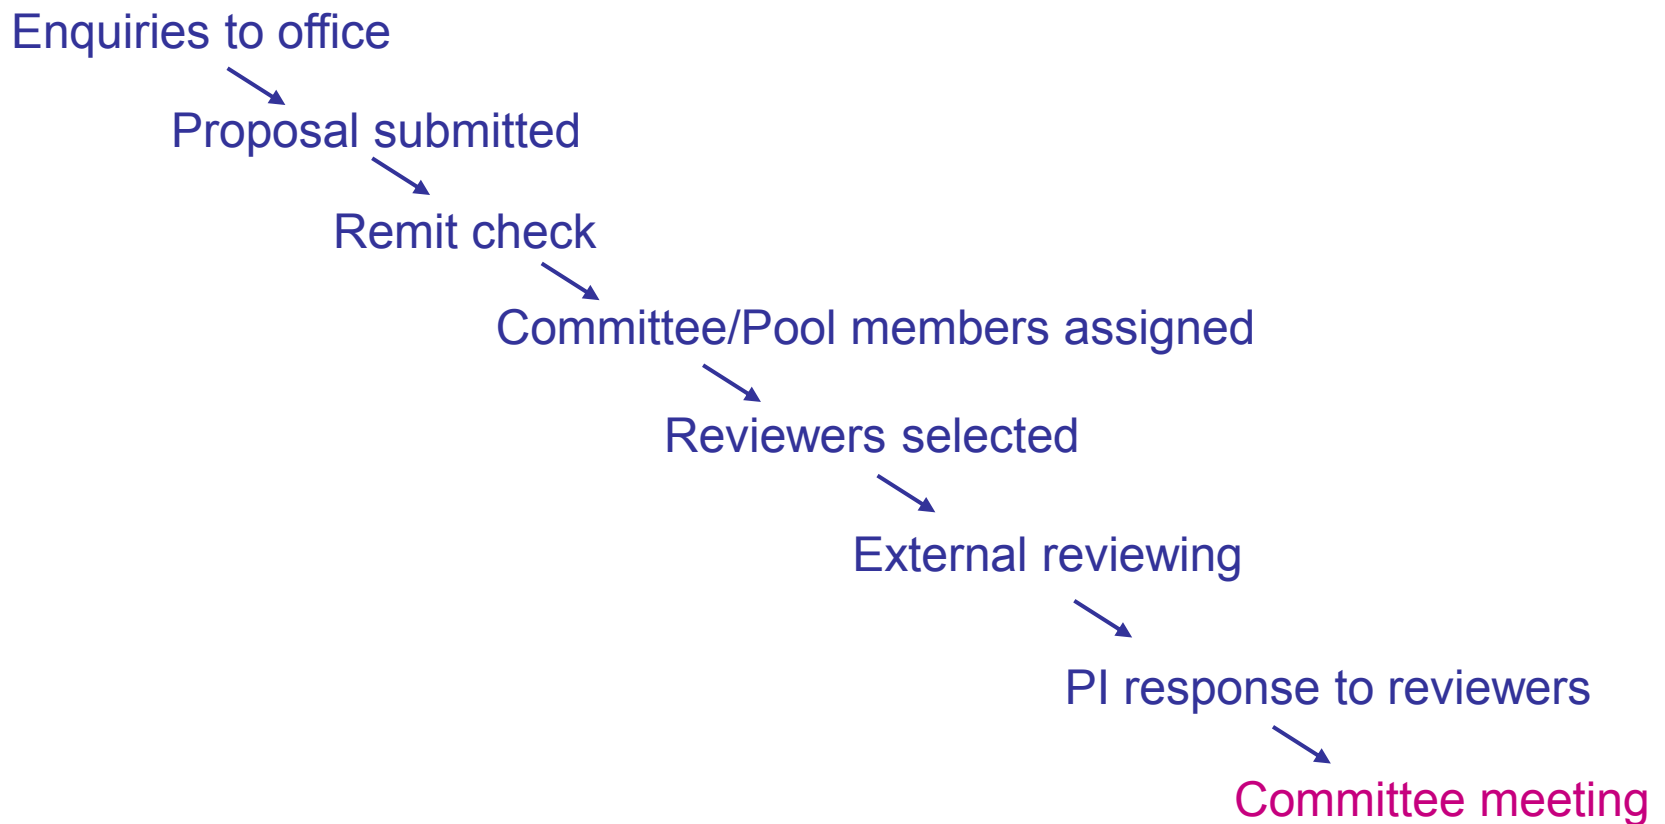 Enquiries to office
Proposal submitted
Remit check
Committee/Pool members assigned
Reviewers selected
External reviewing
PI response to reviewers
Committee meeting